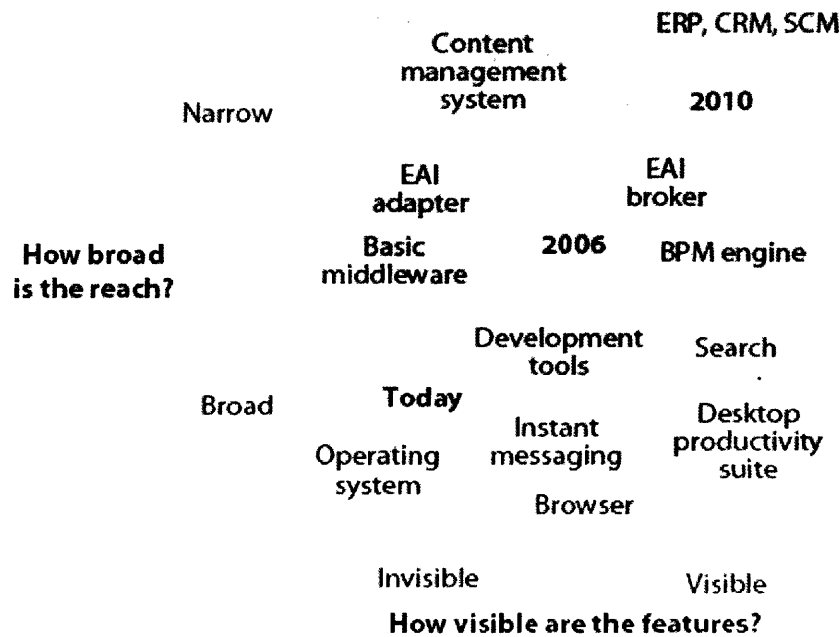 ERP, CRM, SCM
Content
management
system
2010
Narrow
EAI
adapter
EAI
broker
How broad
is the reach?
Basic
middleware
2006
BPM engine
Development
tools
Search
Broad
Today
Instant
messaging
Desktop
productivity
suite
Operating
system
Browser
Invisible
Visible
How visible are the features?